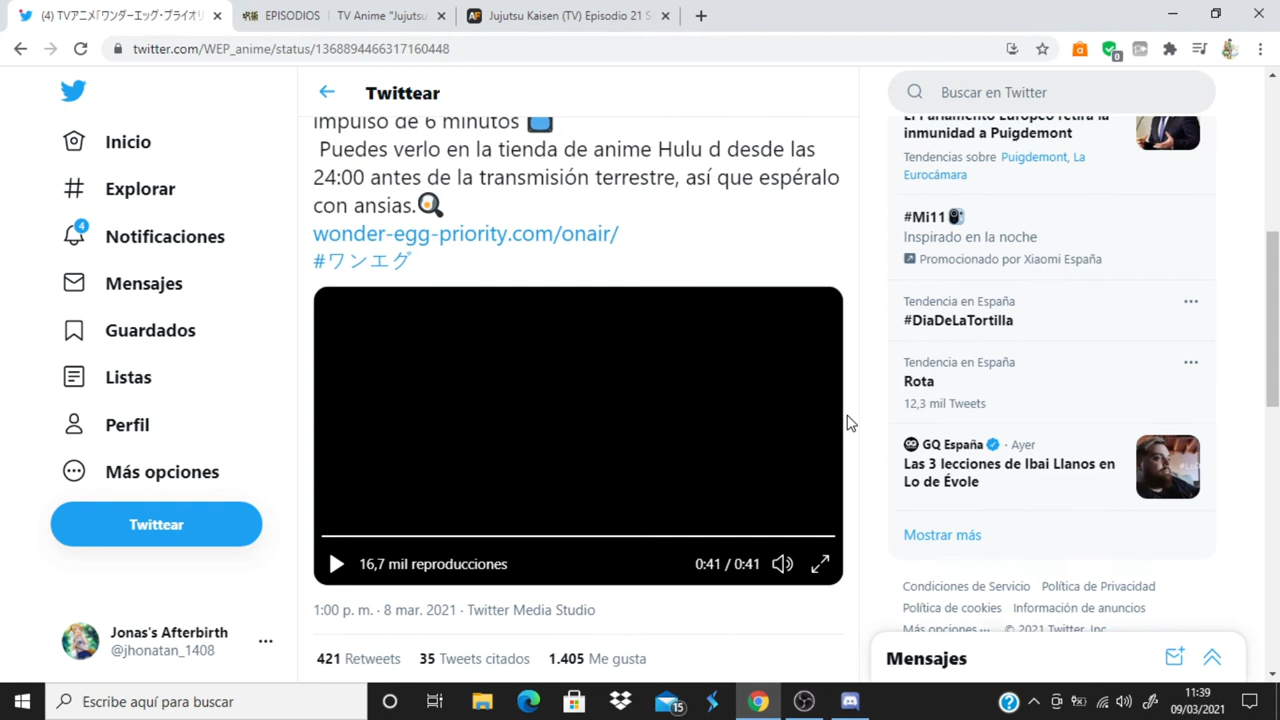 (4) TVアニメ「ワンダーエッグ・プライオリ
EPISODIOS | TV Anime "Jujutsu
Jujutsu Kaisen (TV) Episodio 21 S
twitter.com/WEP_anime/status/1368894466317160448
0
Inicio
Explorar
4
Notificaciones
Mensajes
Guardados
Listas
Perfil
Más opciones
Twittear
Jonas's Afterbirth
@jhonatan_1408
Twittear
impulso de 6 minutos
Puedes verlo en la tienda de anime Hulu d desde las
24:00 antes de la transmisión terrestre, así que espéralo
con ansias.
wonder-egg-priority.com/onair/
#ワンエグ
16,7 mil reproducciones
0:41 / 0:41
1:00 p. m. · 8 mar. 2021 · Twitter Media Studio
421 Retweets 35 Tweets citados 1.405 Me gusta
Buscar en Twitter
El Parlamento Europeo retira la
inmunidad a Puigdemont
Tendencias sobre Puigdemont, La
Eurocámara
#Mi11
Inspirado en la noche
Promocionado por Xiaomi España
Tendencia en España
#DiaDeLaTortilla
Tendencia en España
Rota
12,3 mil Tweets
GQ España · Ayer
Las 3 lecciones de Ibai Llanos en
Lo de Évole
Mostrar más
Condiciones de Servicio Política de Privacidad
Política de cookies Información de anuncios
Más opciones ··· © 2021 Twitter, Inc.
Mensajes
Escribe aquí para buscar
15
11:39
09/03/2021